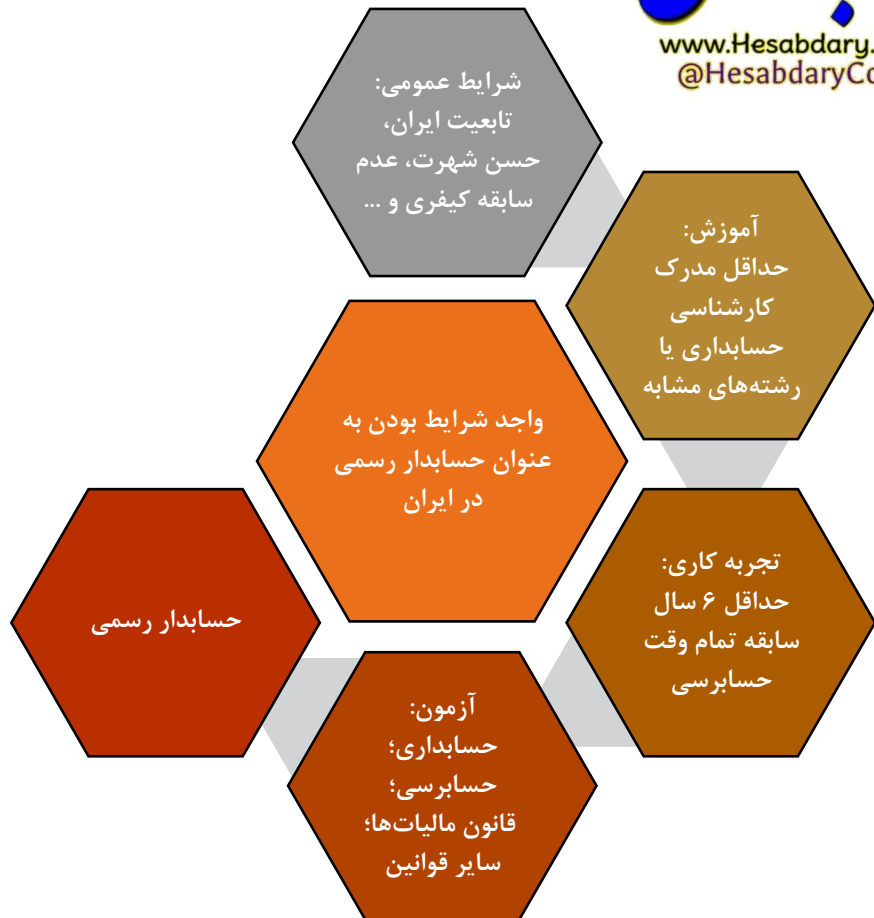 www.Hesabdary.
@HesabdaryCo
شرایط عمومی:
تابعیت ایران،
حسن شهرت، عدم
سابقه کیفری و ...
آموزش:
حداقل مدرک
کارشناسی
حسابداری یا
رشته‌های مشابه
واجد شرایط بودن به
عنوان حسابدار رسمی
در ایران
تجربه کاری:
حداقل ۶ سال
سابقه تمام وقت
حسابرسی
آزمون:
حسابداری؛
حسابرسی؛
قانون مالیات‌ها؛
سایر قوانین
حسابدار رسمی